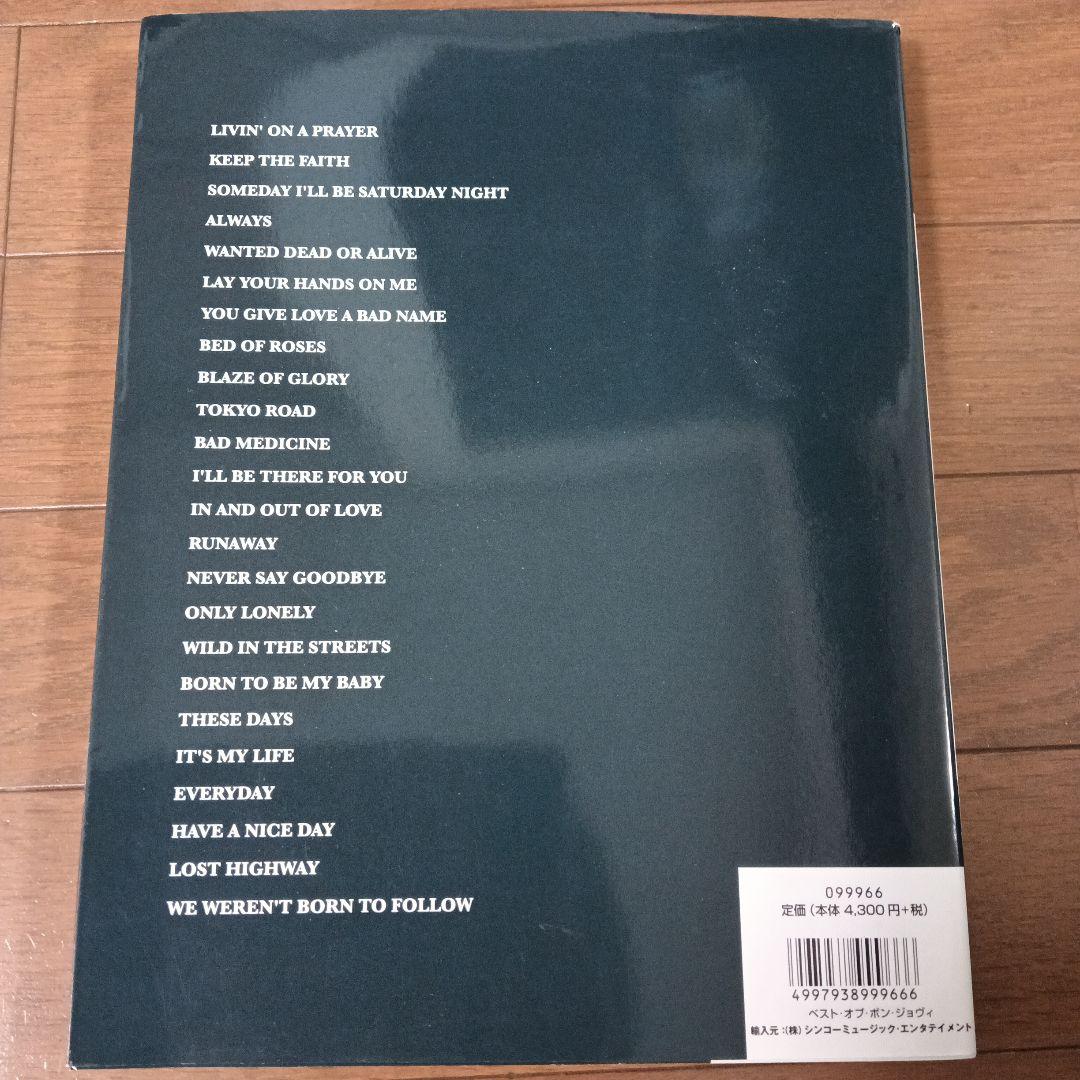 LIVIN' ON A PRAYER
KEEP THE FAITH
SOMEDAY I'LL BE SATURDAY NIGHT
ALWAYS
WANTED DEAD OR ALIVE
LAY YOUR HANDS ON ME
YOU GIVE LOVE A BAD NAME
BED OF ROSES
BLAZE OF GLORY
TOKYO ROAD
BAD MEDICINE
I'LL BE THERE FOR YOU
IN AND OUT OF LOVE
RUNAWAY
NEVER SAY GOODBYE
ONLY LONELY
WILD IN THE STREETS
BORN TO BE MY BABY
THESE DAYS
IT'S MY LIFE
EVERYDAY
HAVE A NICE DAY
LOST HIGHWAY
WE WEREN'T BORN TO FOLLOW
099966
定価(本体 4,300円+税)
4997938999666
ベスト・オブ・ボン・ジョヴィ
輸入元:(株)シンコーミュージック・エンタテイメント